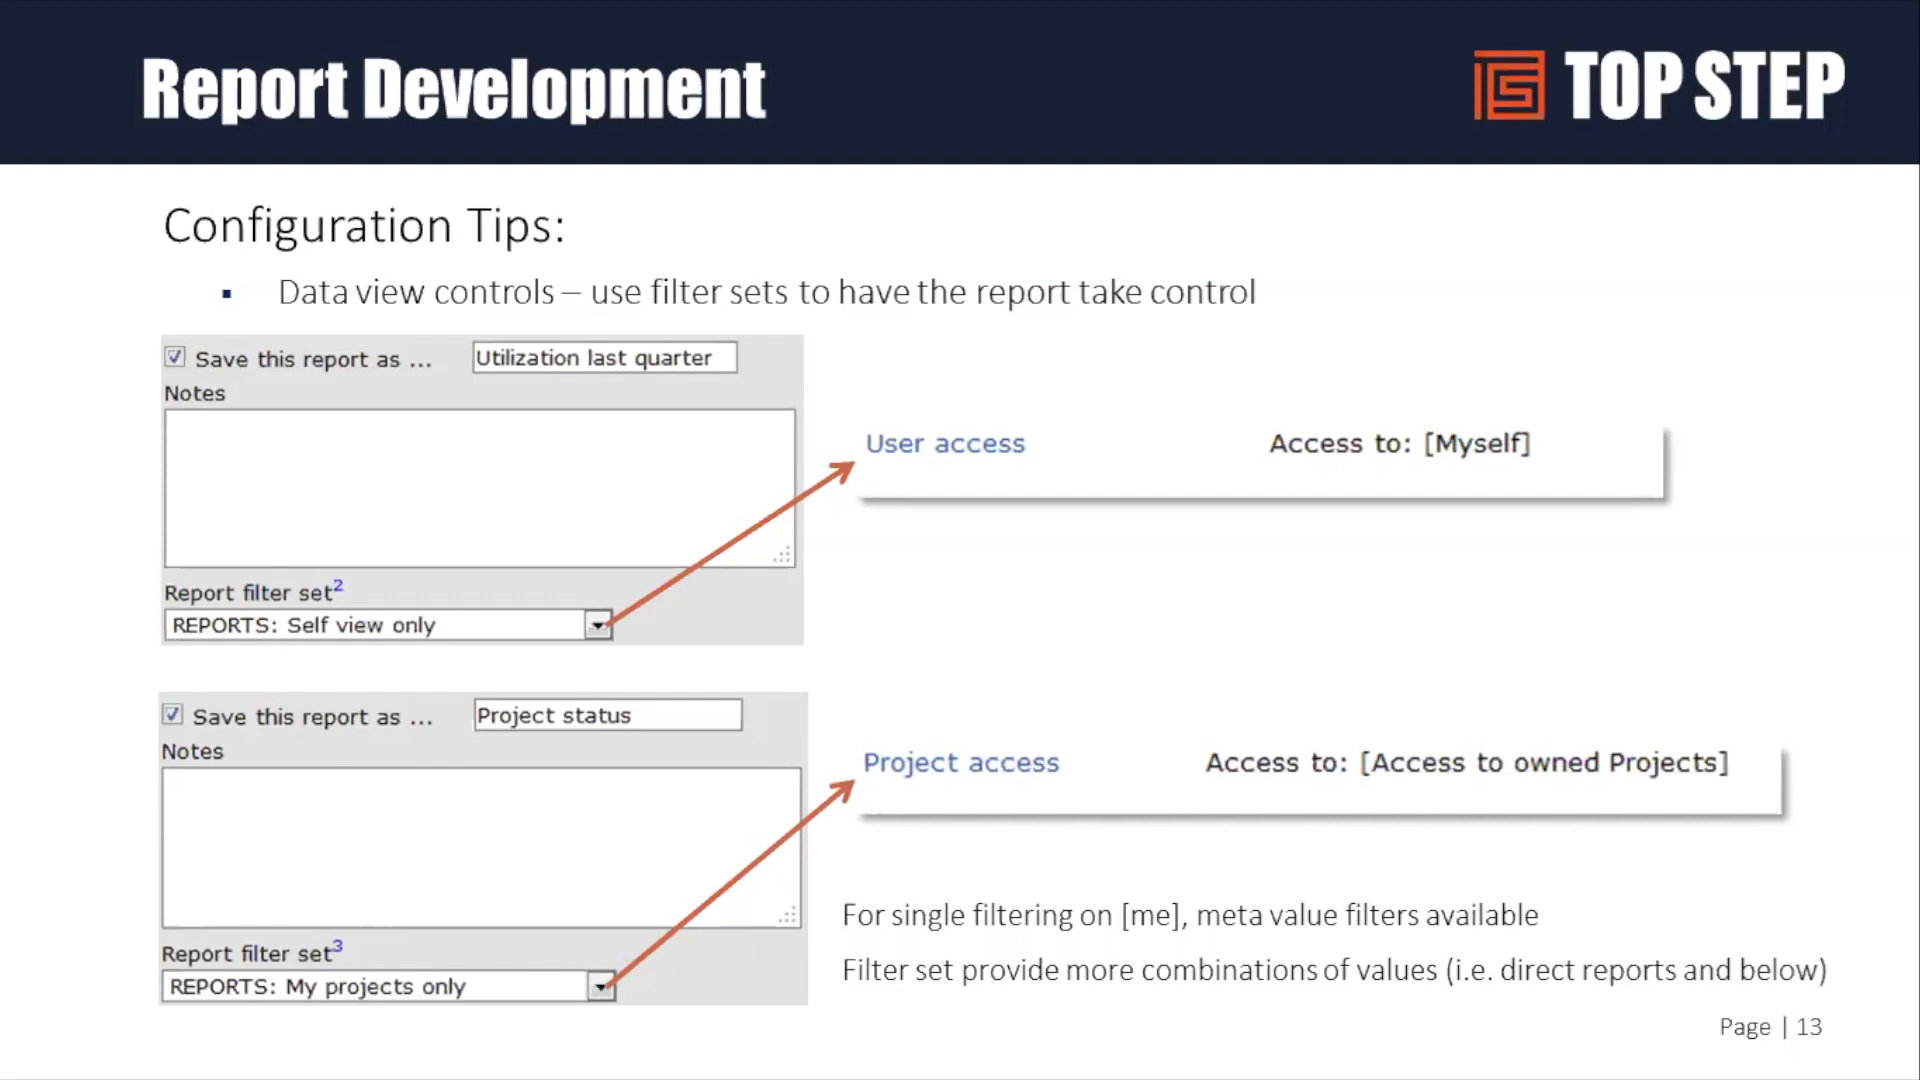 Report Development
TOP STEP
Configuration Tips:
▪ Data view controls – use filter sets to have the report take control
Save this report as ... Utilization last quarter
Notes
User access Access to: [Myself]
Report filter set2
REPORTS: Self view only
Save this report as ... Project status
Notes
Project access Access to: [Access to owned Projects]
Report filter set3
REPORTS: My projects only
For single filtering on [me], meta value filters available
Filter set provide more combinations of values (i.e. direct reports and below)
Page | 13